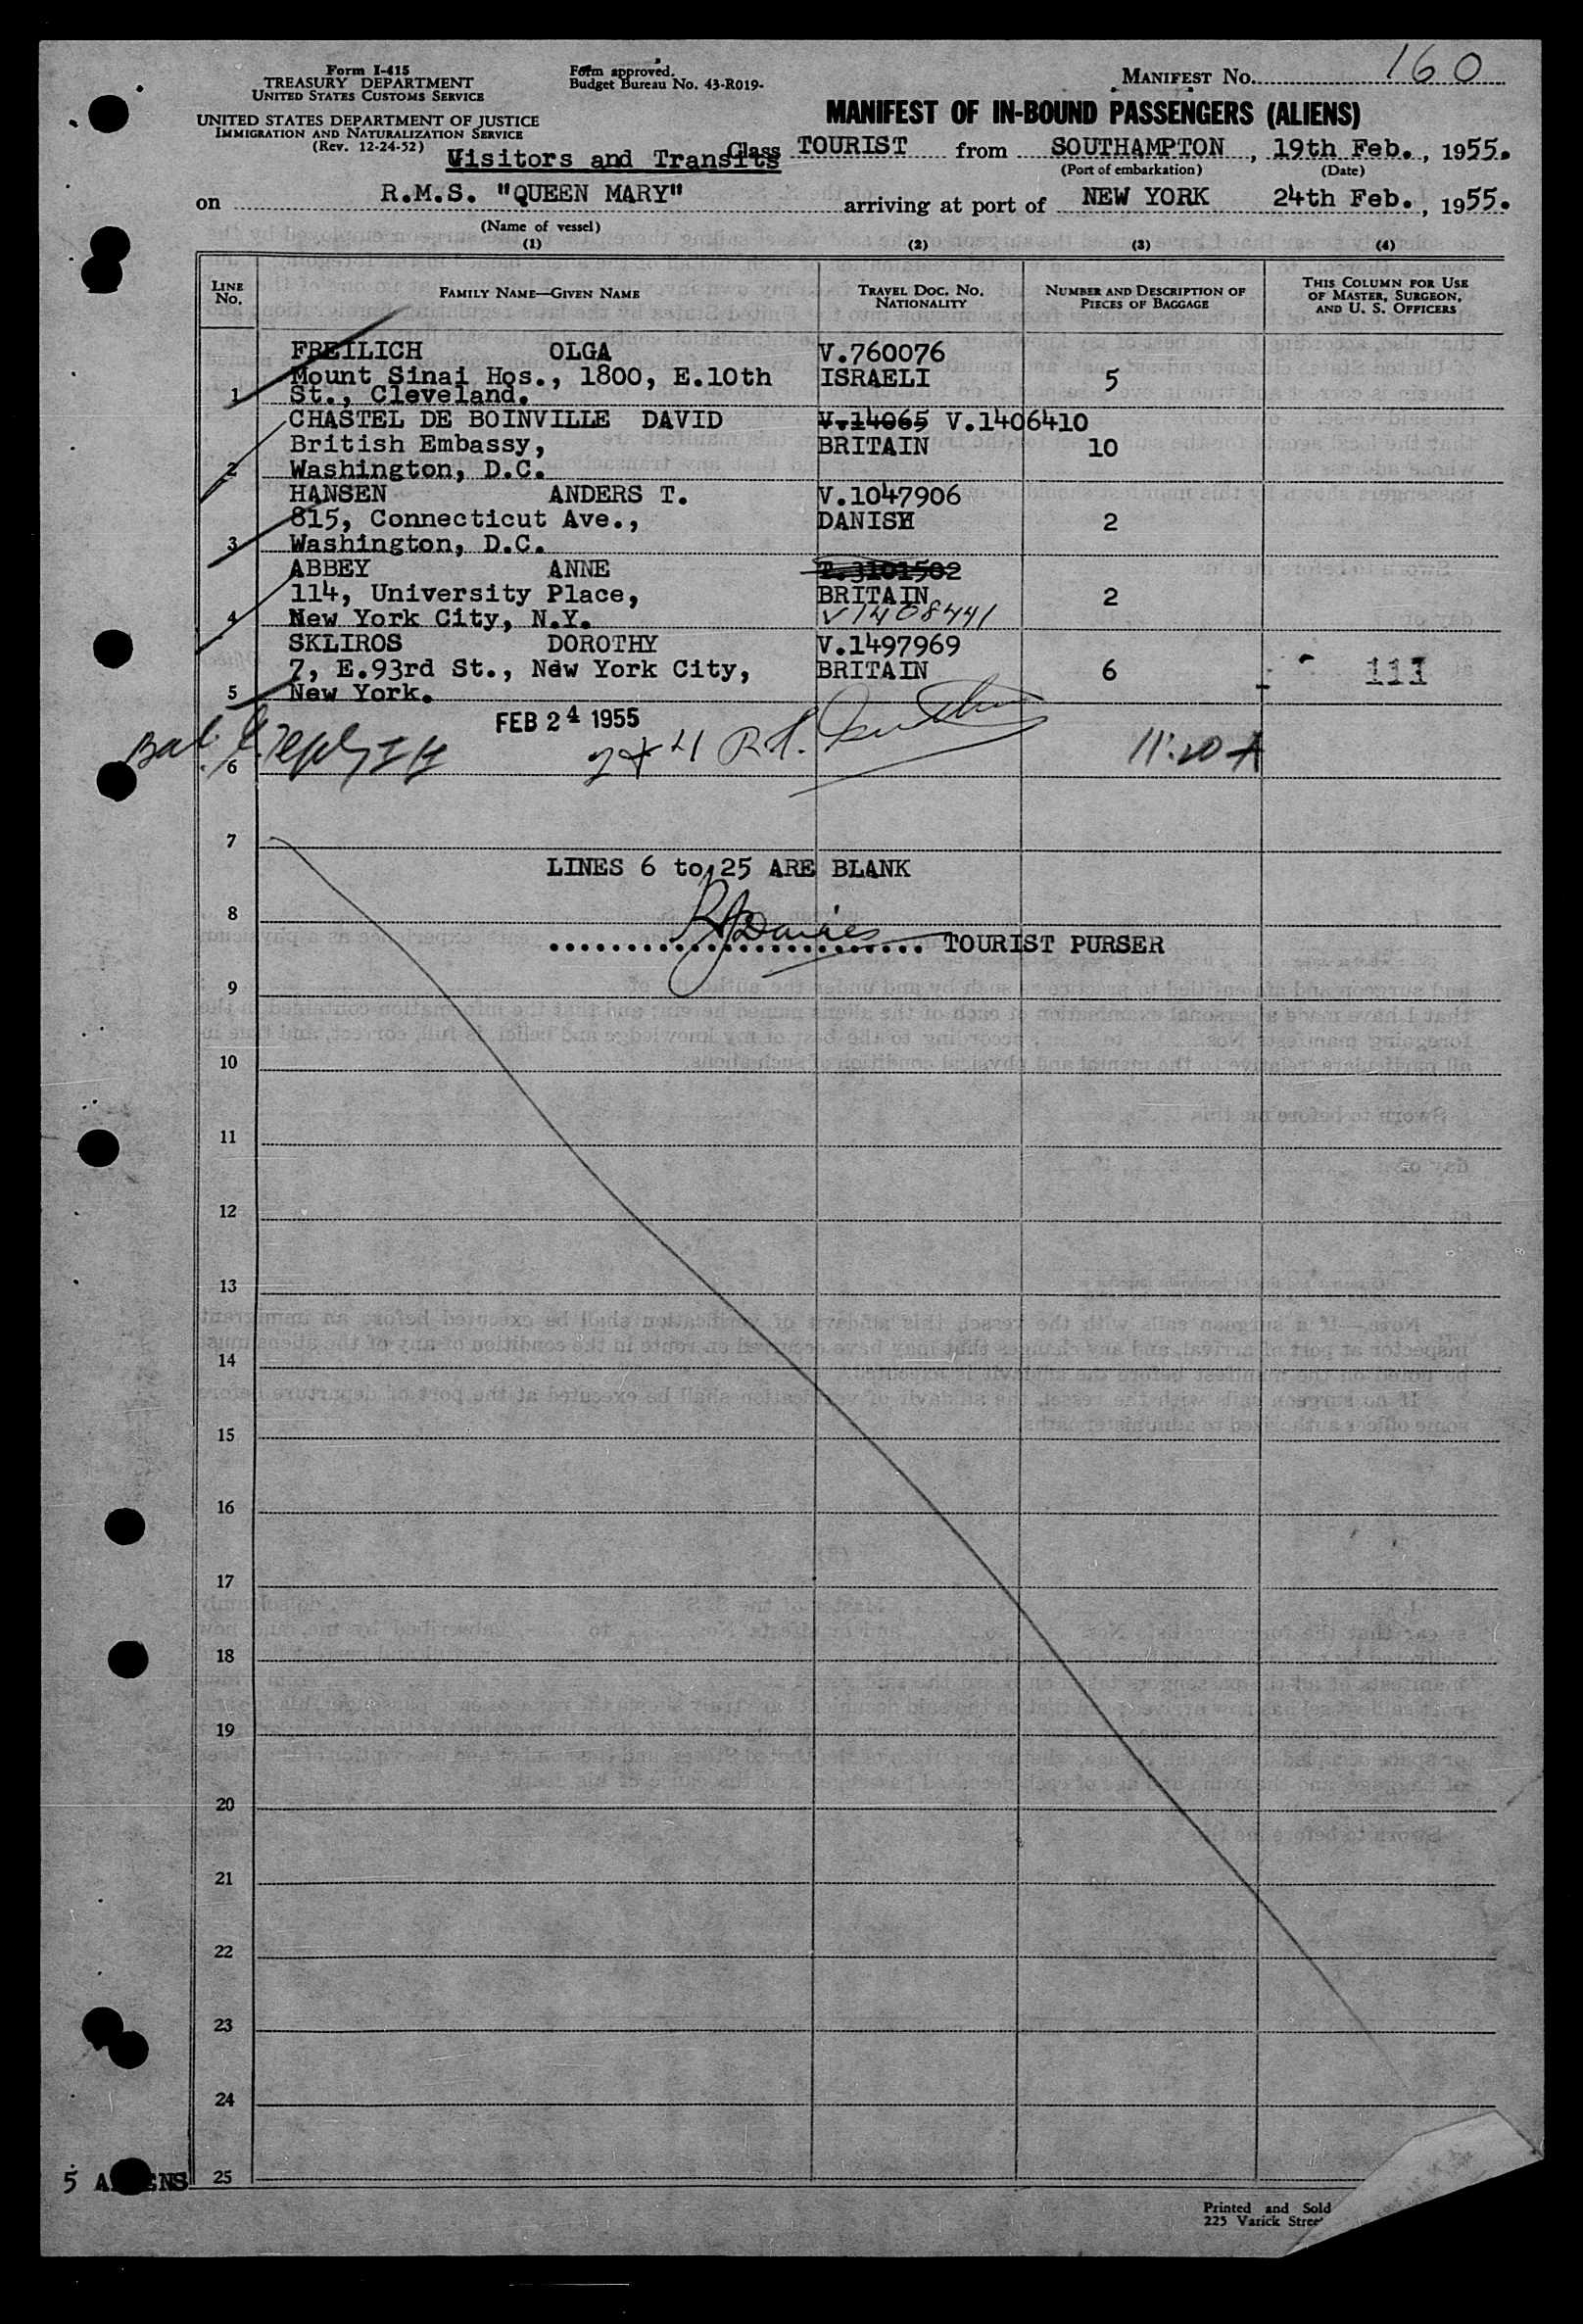 Form I-415
TREASURY DEPARTMENT
UNITED STATES CUSTOMS SERVICE
UNITED STATES DEPARTMENT OF JUSTICE
IMMIGRATION AND NATURALIZATION SERVICE
(Rev. 12-24-52)
Form approved.
Budget Bureau No. 43-R019-
MANIFEST No. 160
MANIFEST OF IN-BOUND PASSENGERS (ALIENS)
Visitors and Transits Class TOURIST from SOUTHAMPTON, 19th Feb., 1955.
(Port of embarkation) (Date)
on R.M.S. "QUEEN MARY" arriving at port of NEW YORK 24th Feb., 1955.
(Name of vessel)
(1) (2) (3) (4)
LINE No. FAMILY NAME—GIVEN NAME TRAVEL DOC. NO. NATIONALITY NUMBER AND DESCRIPTION OF PIECES OF BAGGAGE THIS COLUMN FOR USE OF MASTER, SURGEON, AND U. S. OFFICERS
FREILICH OLGA V.760076
Mount Sinai Hos., 1800, E.10th ISRAELI 5
1 St., Cleveland.
CHASTEL DE BOINVILLE DAVID V.14065 V.1406410
British Embassy, BRITAIN 10
2 Washington, D.C.
HANSEN ANDERS T. V.1047906
815, Connecticut Ave., DANISH 2
3 Washington, D.C.
ABBEY ANNE T.3101502
114, University Place, BRITAIN 2
4 New York City, N.Y. V1408441
SKLIROS DOROTHY V.1497969
7, E.93rd St., New York City, BRITAIN 6 111
5 New York.
FEB 24 1955
11:20 A
6
7
LINES 6 to 25 ARE BLANK
8
RJDavies
TOURIST PURSER
9
10
11
12
13
14
15
16
17
18
19
20
21
22
23
24
5 ALIENS 25
Printed and Sold
225 Varick Street